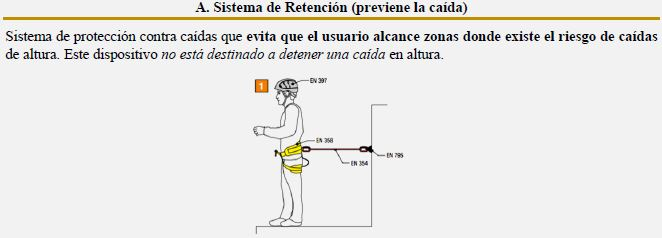 A. Sistema de Retención (previene la caída)
Sistema de protección contra caídas que evita que el usuario alcance zonas donde existe el riesgo de caídas
de altura. Este dispositivo no está destinado a detener una caída en altura.
1
EN 397
EN 358
EN 795
EN 354